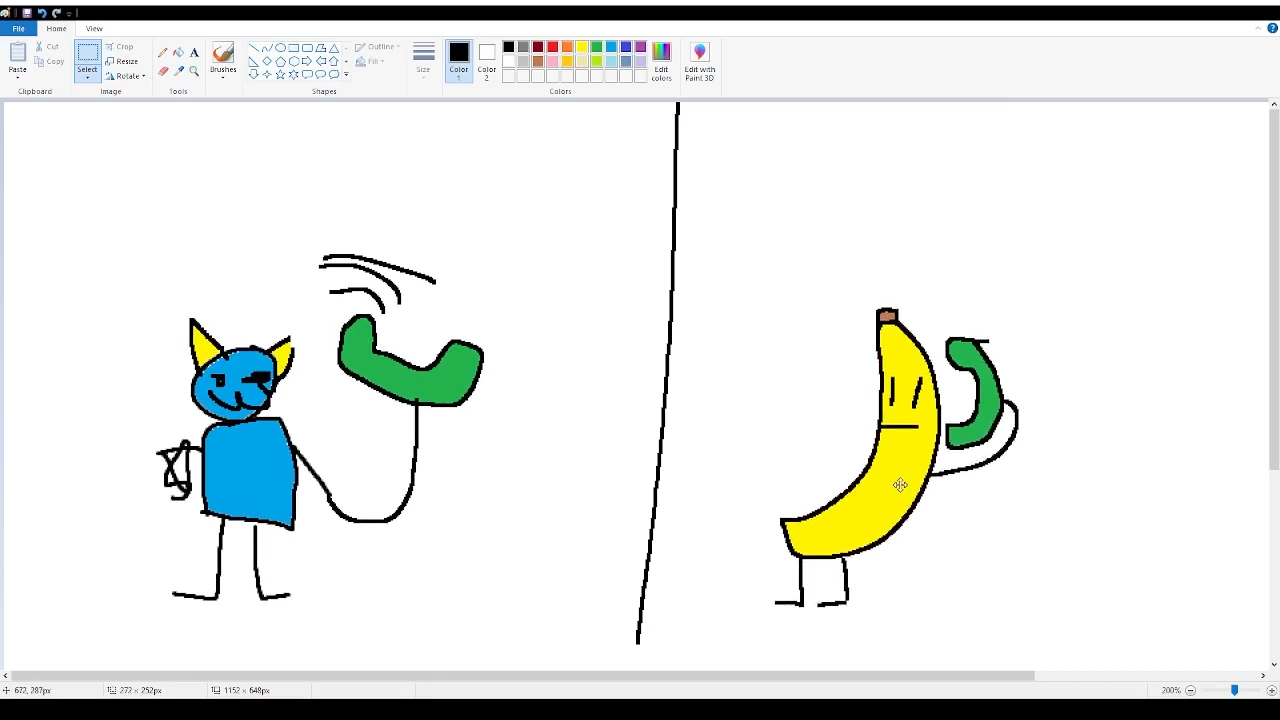 File Home View
Paste
Cut
Copy
Clipboard
Select
Crop
Resize
Rotate
Image
A
Tools
Brushes
Outline
Fill
Shapes
Size
Color
1
Color
2
Edit
colors
Colors
Edit with
Paint 3D
672, 287px 272 × 252px 1152 × 648px 200%